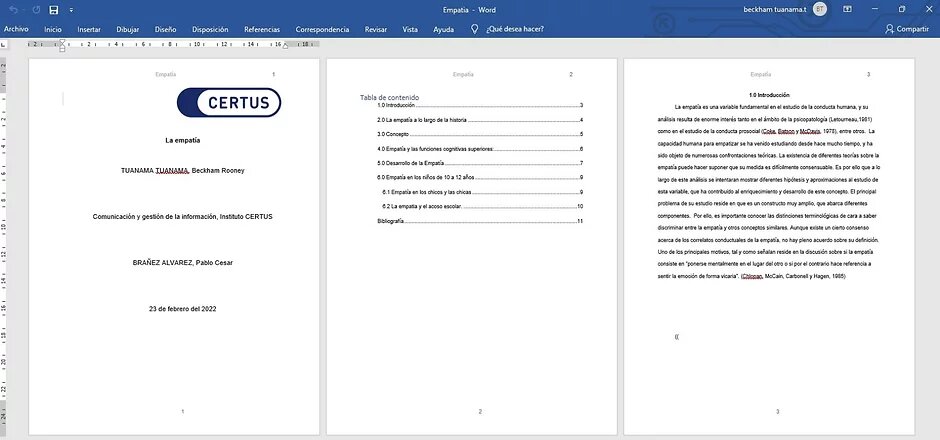 Empatia - Word
beckham tuanama.t
BT
Archivo Inicio Insertar Dibujar Diseño Disposición Referencias Correspondencia Revisar Vista Ayuda ¿Qué desea hacer? Compartir
Empatía 1
CERTUS
La empatía
TUANAMA TUANAMA, Beckham Rooney
Comunicación y gestión de la información, Instituto CERTUS
BRAÑEZ ALVAREZ, Pablo Cesar
23 de febrero del 2022
1
Empatía 2
Tabla de contenido
1.0 Introducción 3
2.0 La empatía a lo largo de la historia 4
3.0 Concepto 5
4.0 Empatía y las funciones cognitivas superiores: 6
5.0 Desarrollo de la Empatía 7
6.0 Empatía en los niños de 10 a 12 años 9
6.1 Empatía en los chicos y las chicas 9
6.2 La empatia y el acoso escolar. 10
Bibliografía 11
2
Empatía 3
1.0 Introducción
La empatía es una variable fundamental en el estudio de la conducta humana, y su
análisis resulta de enorme interés tanto en el ámbito de la psicopatología (Letourneau,1981)
como en el estudio de la conducta prosocial (Coke, Batson y McDavis, 1978), entre otros. La
capacidad humana para empatizar se ha venido estudiando desde hace mucho tiempo, y ha
sido objeto de numerosas confrontaciones teóricas. La existencia de diferentes teorías sobre la
empatía puede hacer suponer que su medida es difícilmente consensuable. Es por ello que a lo
largo de este análisis se intentaran mostrar diferentes hipótesis y aproximaciones al estudio de
esta variable, que ha contribuido al enriquecimiento y desarrollo de este concepto. El principal
problema de su estudio reside en que es un constructo muy amplio, que abarca diferentes
componentes. Por ello, es importante conocer las distinciones terminológicas de cara a saber
discriminar entre la empatía y otros conceptos similares. Aunque existe un cierto consenso
acerca de los correlatos conductuales de la empatía, no hay pleno acuerdo sobre su definición.
Uno de los principales motivos, tal y como señalan reside en la discusión sobre si la empatía
consiste en "ponerse mentalmente en el lugar del otro o si por el contrario hace referencia a
sentir la emoción de forma vicaria". (Chlopan, McCain, Carbonell y Hagen, 1985)
((
3